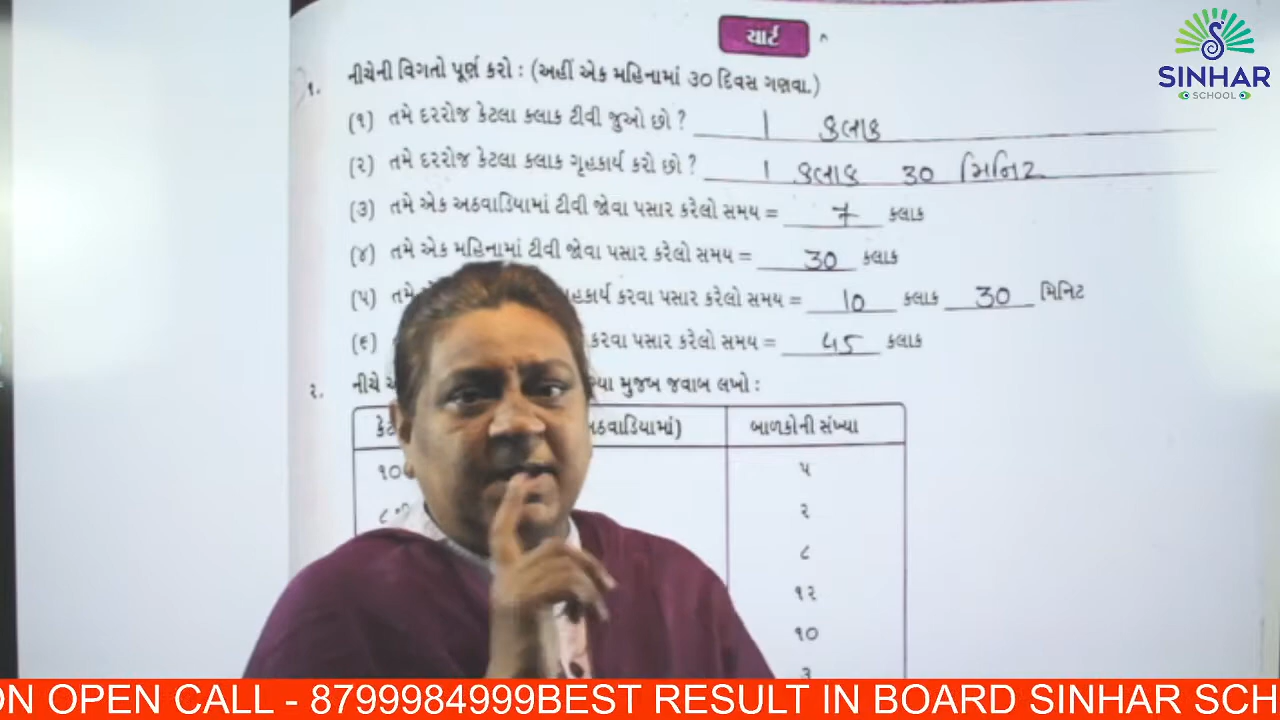 ચાર્ટ
SINHAR
SCHOOL
૧. નીચેની વિગતો પૂર્ણ કરો : (અહીં એક મહિનામાં ૩૦ દિવસ ગણવા.)
(૧) તમે દરરોજ કેટલા કલાક ટીવી જુઓ છો ? 1 કલાક
(૨) તમે દરરોજ કેટલા કલાક ગૃહકાર્ય કરો છો ? 1 કલાક 30 મિનિટ
(૩) તમે એક અઠવાડિયામાં ટીવી જોવા પસાર કરેલો સમય = 7 કલાક
(૪) તમે એક મહિનામાં ટીવી જોવા પસાર કરેલો સમય = 30 કલાક
(૫) તમે કરવા પસાર કરેલો સમય = 10 કલાક 30 મિનિટ
(૬) કરવા પસાર કરેલો સમય = 45 કલાક
૨. નીચે મુજબ જવાબ લખો :
બાળકોની સંખ્યા
૫
૨
૮
૧૨
૧૦
ON OPEN CALL - 8799984999BEST RESULT IN BOARD SINHAR SCH